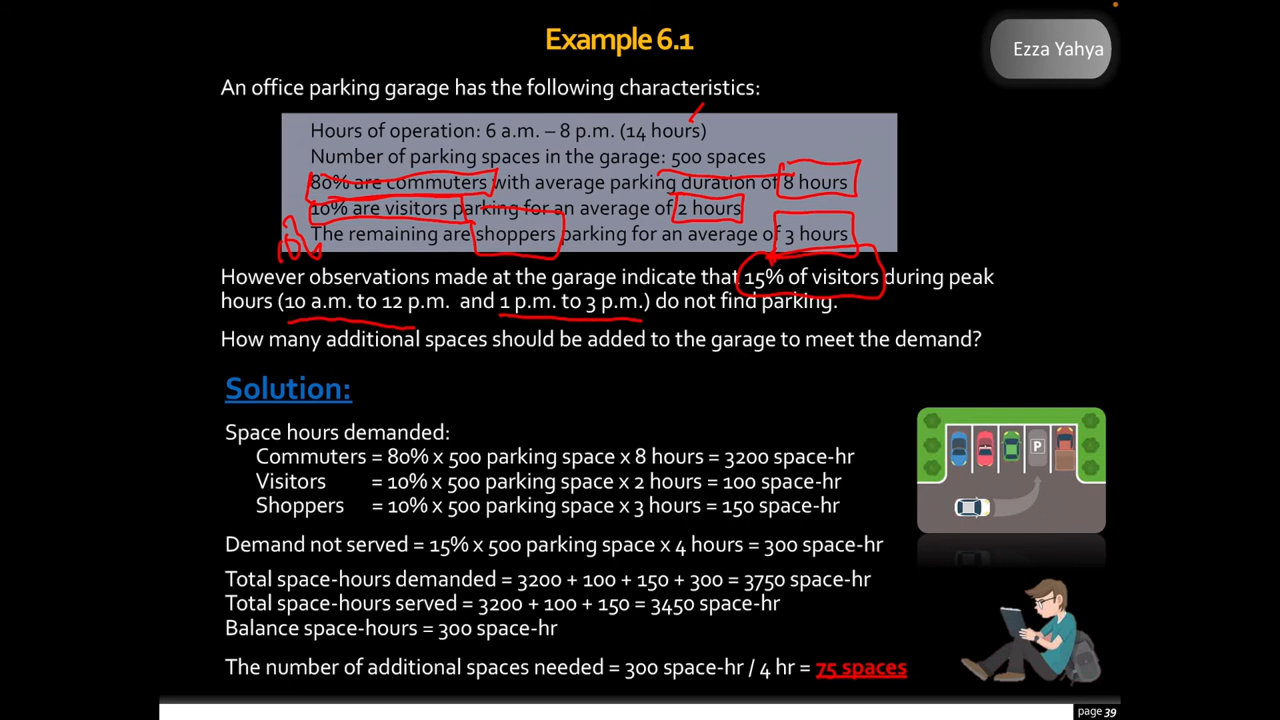 Example 6.1
Ezza Yahya
An office parking garage has the following characteristics:
Hours of operation: 6 a.m. – 8 p.m. (14 hours)
Number of parking spaces in the garage: 500 spaces
80% are commuters with average parking duration of 8 hours
10% are visitors parking for an average of 2 hours
The remaining are shoppers parking for an average of 3 hours
10%
However observations made at the garage indicate that 15% of visitors during peak
hours (10 a.m. to 12 p.m. and 1 p.m. to 3 p.m.) do not find parking.
How many additional spaces should be added to the garage to meet the demand?
Solution:
Space hours demanded:
Commuters = 80% x 500 parking space x 8 hours = 3200 space-hr
Visitors = 10% x 500 parking space x 2 hours = 100 space-hr
Shoppers = 10% x 500 parking space x 3 hours = 150 space-hr
P
Demand not served = 15% x 500 parking space x 4 hours = 300 space-hr
Total space-hours demanded = 3200 + 100 + 150 + 300 = 3750 space-hr
Total space-hours served = 3200 + 100 + 150 = 3450 space-hr
Balance space-hours = 300 space-hr
The number of additional spaces needed = 300 space-hr / 4 hr = 75 spaces
page 39